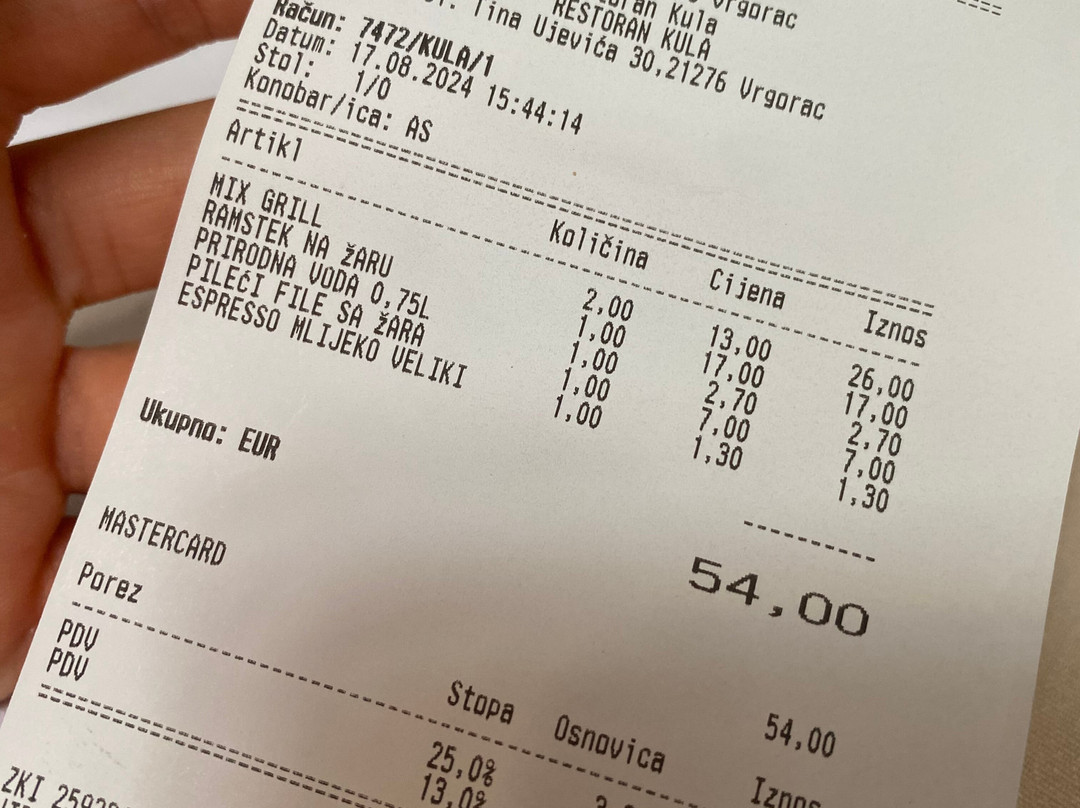 Vrgorac
Kula
RESTORAN KULA
Tina Ujevića 30,21276 Vrgorac
Račun: 7472/KULA/1
Datum: 17.08.2024 15:44:14
Stol: 1/0
Konobar/ica: AS
Artikl Količina Cijena Iznos
MIX GRILL 2,00 13,00 26,00
RAMSTEK NA ŽARU 1,00 17,00 17,00
PRIRODNA VODA 0,75L 1,00 2,70 2,70
PILEĆI FILE SA ŽARA 1,00 7,00 7,00
ESPRESSO MLIJEKO VELIKI 1,00 1,30 1,30
Ukupno: EUR 54,00
MASTERCARD 54,00
Porez Stopa Osnovica Iznos
PDV 25,0%
PDV 13,0%
ZKI